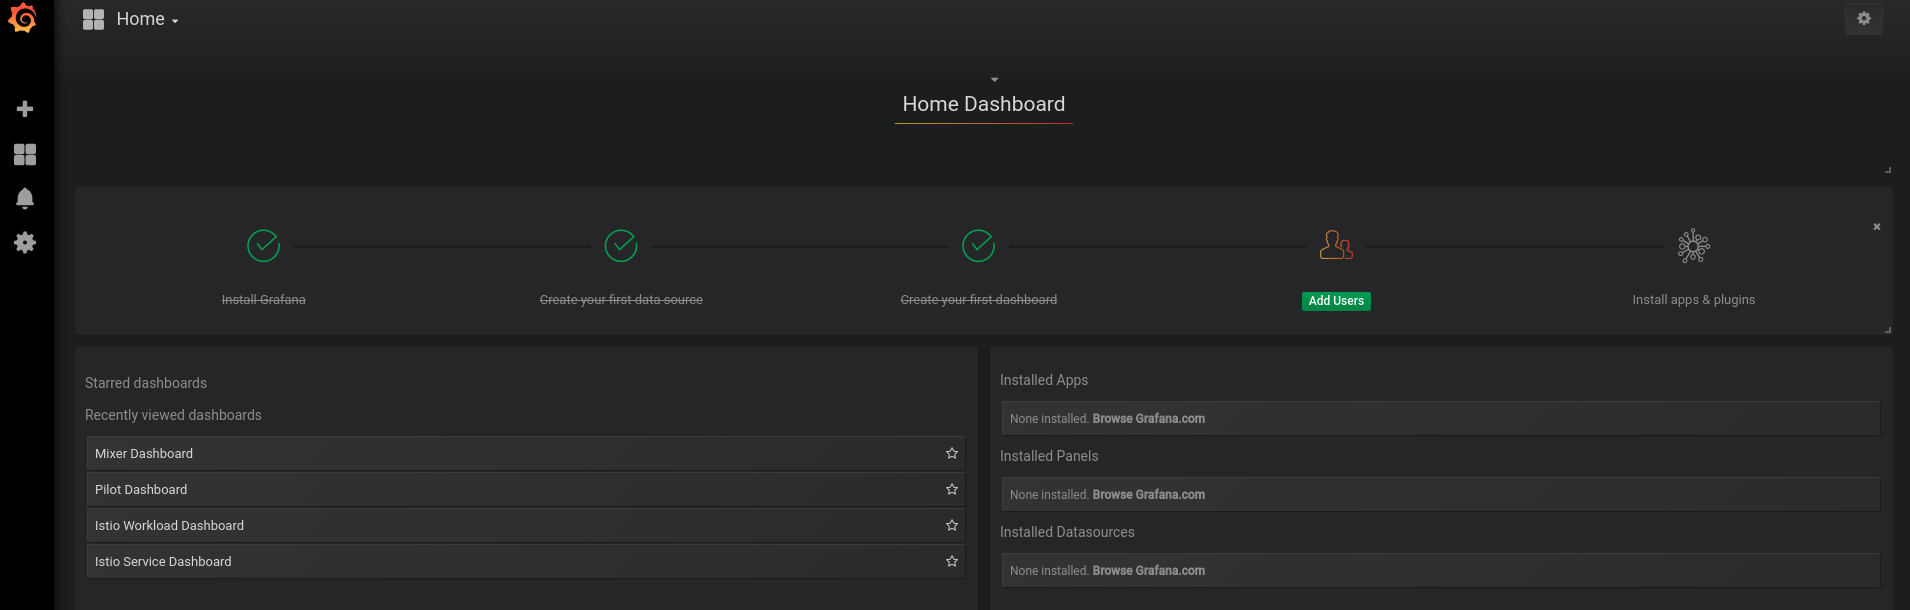 Home
Home Dashboard
Install Grafana
Create your first data source
Create your first dashboard
Add Users
Install apps & plugins
Starred dashboards
Recently viewed dashboards
Mixer Dashboard
Pilot Dashboard
Istio Workload Dashboard
Istio Service Dashboard
Installed Apps
None installed. Browse Grafana.com
Installed Panels
None installed. Browse Grafana.com
Installed Datasources
None installed. Browse Grafana.com